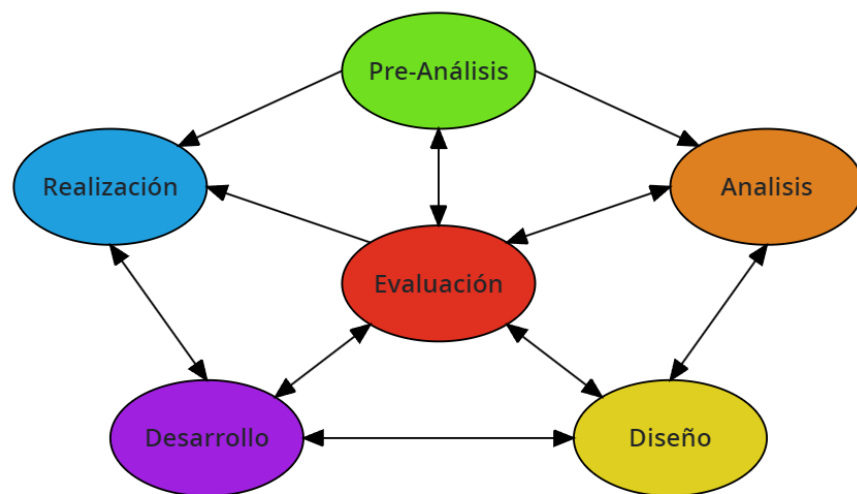 Pre-Análisis
Realización
Analisis
Evaluación
Desarrollo
Diseño